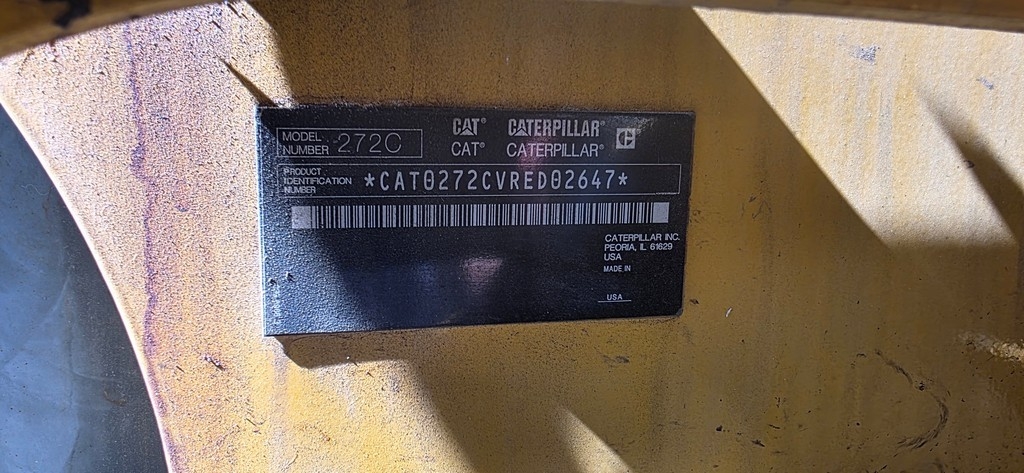 MODEL NUMBER 272C
CAT® CATERPILLAR®
CAT® CATERPILLAR®
PRODUCT IDENTIFICATION NUMBER *CAT0272CVRED02647*
CATERPILLAR INC.
PEORIA, IL 61629
USA
MADE IN
USA